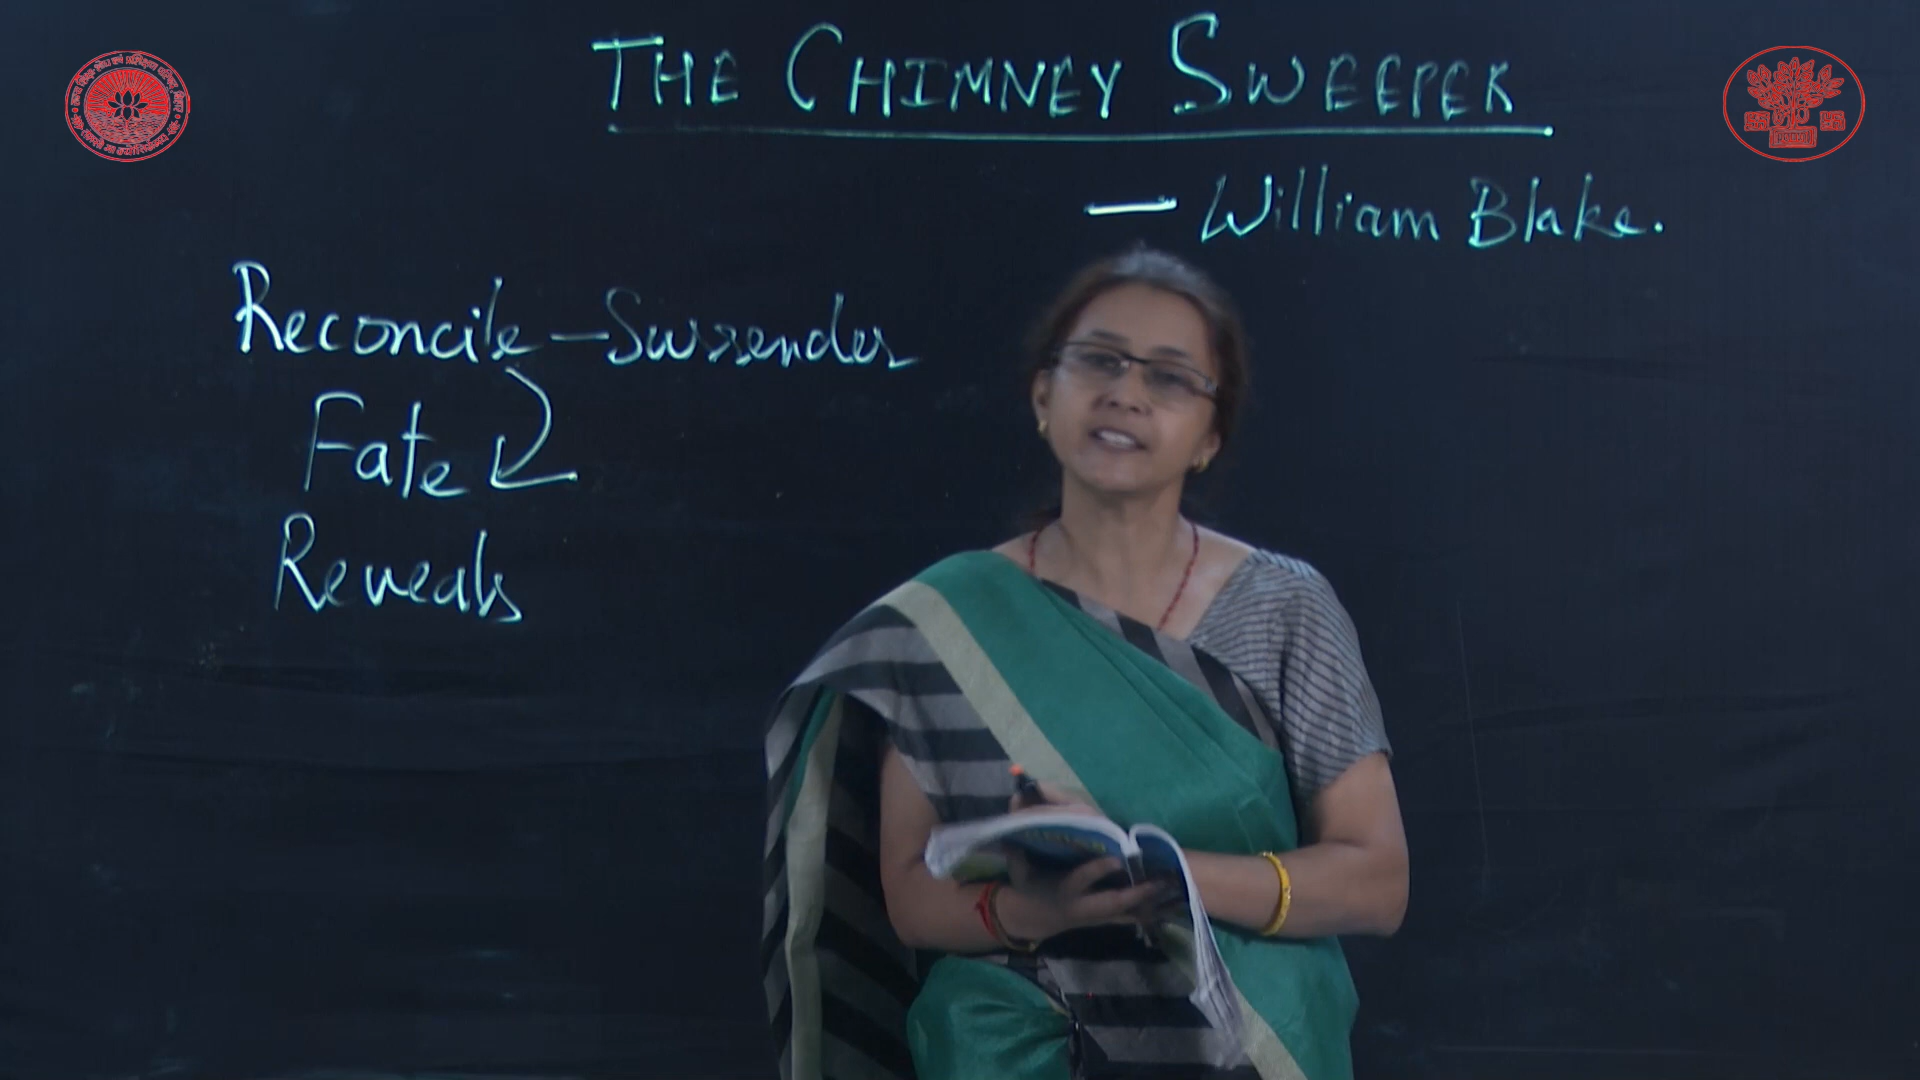 THE CHIMNEY SWEEPER
— William Blake.
Reconcile – Surrender
Fate
Reveals